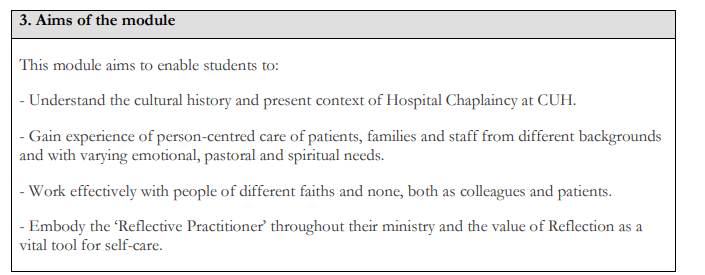 3. Aims of the module
This module aims to enable students to:
- Understand the cultural history and present context of Hospital Chaplaincy at CUH.
- Gain experience of person-centred care of patients, families and staff from different backgrounds
and with varying emotional, pastoral and spiritual needs.
- Work effectively with people of different faiths and none, both as colleagues and patients.
- Embody the ‘Reflective Practitioner’ throughout their ministry and the value of Reflection as a
vital tool for self-care.